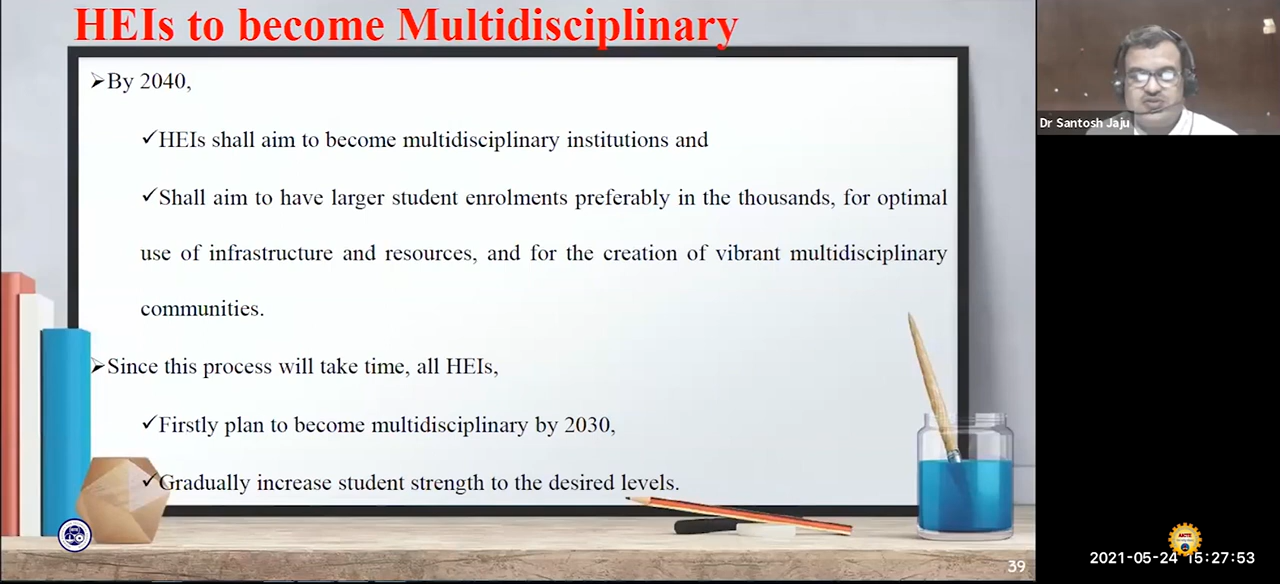 HEIs to become Multidisciplinary
➢By 2040,
✓HEIs shall aim to become multidisciplinary institutions and
✓Shall aim to have larger student enrolments preferably in the thousands, for optimal
use of infrastructure and resources, and for the creation of vibrant multidisciplinary
communities.
➢Since this process will take time, all HEIs,
✓Firstly plan to become multidisciplinary by 2030,
✓Gradually increase student strength to the desired levels.
39
Dr Santosh Jaju
AICTE
2021-05-24 15:27:53